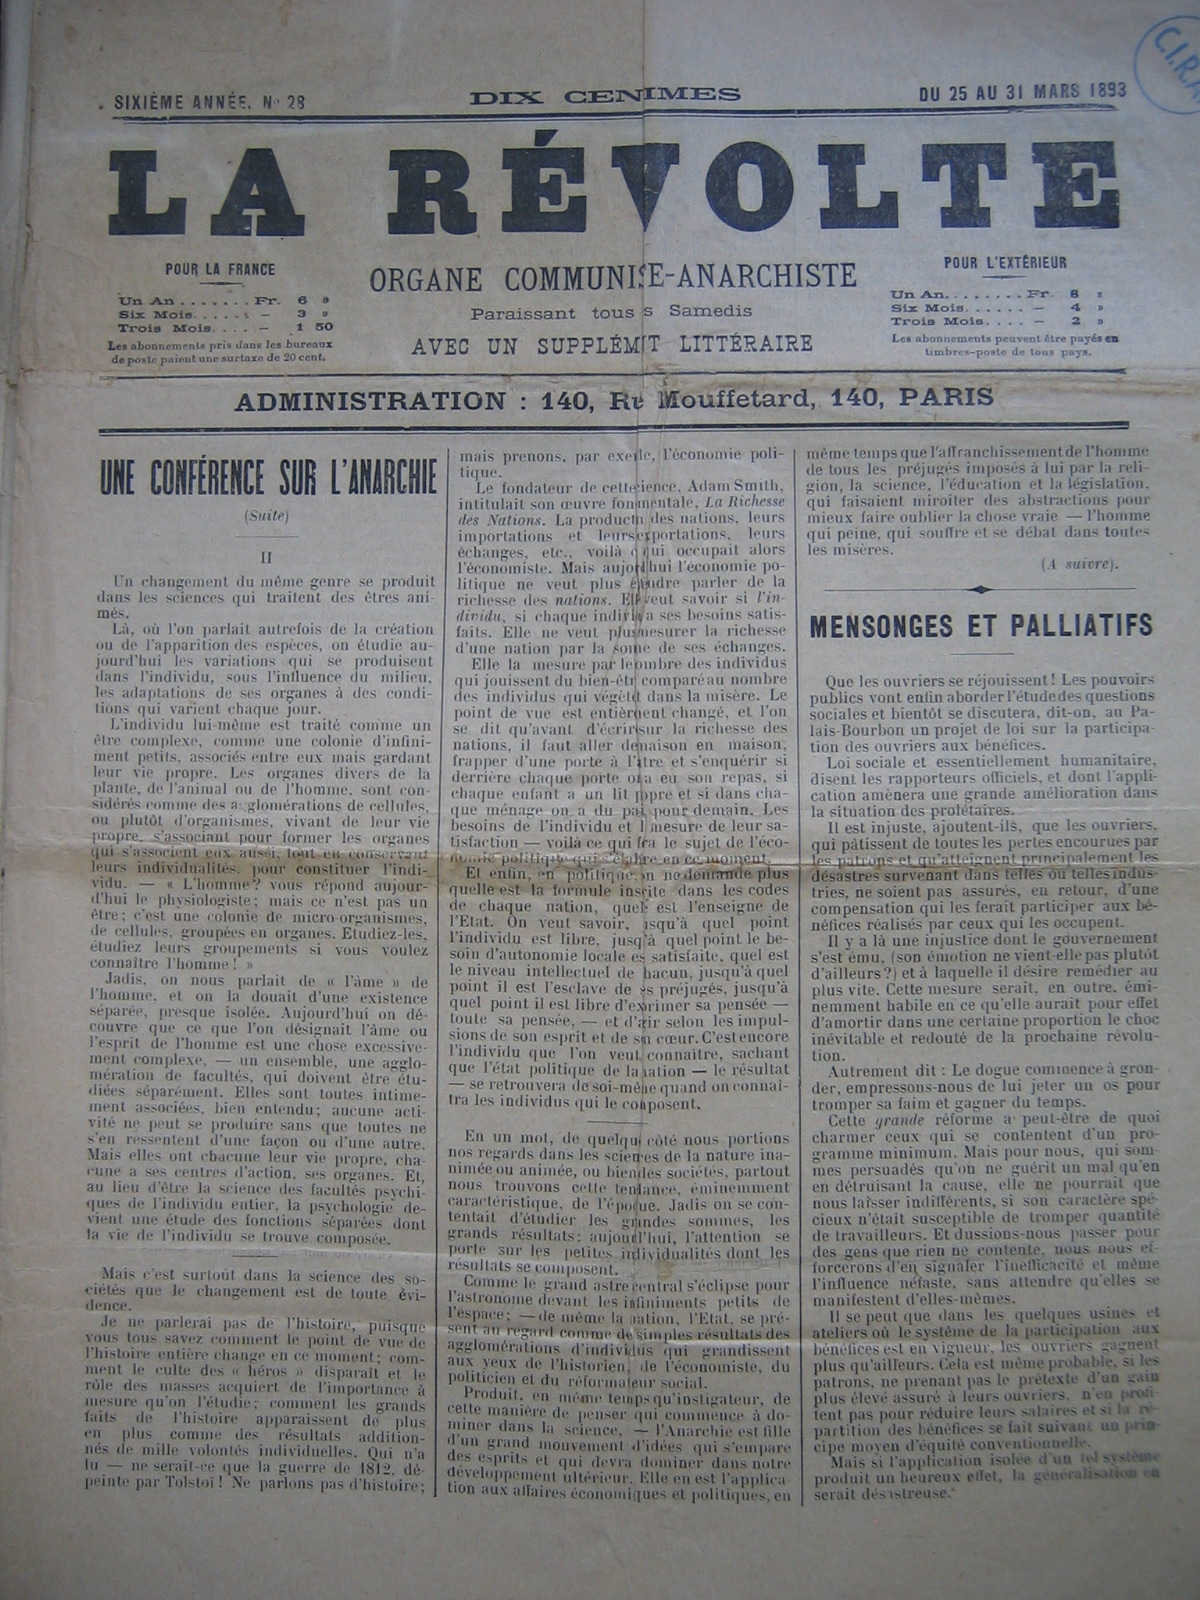 SIXIÈME ANNÉE, No 28
DIX CENIMES
DU 25 AU 31 MARS 1893
C.I.R.A
LA RÉVOLTE
POUR LA FRANCE
Un An . . . . . . . Fr. 6 »
Six Mois. . . . . . — 3 »
Trois Mois. . . . — 1 50
Les abonnements pris dans les bureaux
de poste paient une surtaxe de 20 cent.
ORGANE COMMUNISE-ANARCHISTE
Paraissant tous s Samedis
AVEC UN SUPPLÉMT LITTÉRAIRE
POUR L'EXTÉRIEUR
Un An. . . . . . . . Fr. 8 »
Six Mois. . . . . . — 4 »
Trois Mois. . . . . — 2 »
Les abonnements peuvent être payés en
timbres-poste de tous pays.
ADMINISTRATION : 140, Re Mouffetard, 140, PARIS
UNE CONFÉRENCE SUR L'ANARCHIE
(Suite)
II
Un changement du même genre se produit
dans les sciences qui traitent des êtres ani-
més.
Là, où l'on parlait autrefois de la création
ou de l'apparition des espèces, on étudie au-
jourd'hui les variations qui se produisent
dans l'individu, sous l'influence du milieu,
les adaptations de ses organes à des condi-
tions qui varient chaque jour.
L'individu lui-même est traité comme un
être complexe, comme une colonie d'infini-
ment petits, associés entre eux mais gardant
leur vie propre. Les organes divers de la
plante, de l'animal ou de l'homme, sont con-
sidérés comme des agglomérations de cellules,
ou plutôt d'organismes, vivant de leur vie
propre, s'associant pour former les organes
qui s'associent eux aussi, tout en conservant
leurs individualités, pour constituer l'indi-
vidu. — « L'homme ? vous répond aujour-
d'hui le physiologiste ; mais ce n'est pas un
être ; c'est une colonie de micro-organismes,
de cellules, groupées en organes. Etudiez-les,
étudiez leurs groupements si vous voulez
connaître l'homme ! »
Jadis, on nous parlait de « l'âme » de
l'homme, et on la douait d'une existence
séparée, presque isolée. Aujourd'hui on dé-
couvre que ce que l'on désignait l'âme ou
l'esprit de l'homme est une chose excessive-
ment complexe, — un ensemble, une agglo-
mération de facultés, qui doivent être étu-
diées séparément. Elles sont toutes intime-
ment associées, bien entendu ; aucune acti-
vité ne peut se produire sans que toutes ne
s'en ressentent d'une façon ou d'une autre.
Mais elles ont chacune leur vie propre, cha-
cune a ses centres d'action, ses organes. Et,
au lieu d'être la science des facultés psychi-
ques de l'individu entier, la psychologie de-
vient une étude des fonctions séparées dont
la vie de l'individu se trouve composée.
Mais c'est surtout dans la science des so-
ciétés que le changement est de toute évi-
dence.
Je ne parlerai pas de l'histoire, puisque
vous tous savez comment le point de vue de
l'histoire entière change en ce moment ; com-
ment le culte des « héros » disparaît et le
rôle des masses acquiert de l'importance à
mesure qu'on l'étudie ; comment les grands
faits de l'histoire apparaissent de plus
en plus comme des résultats addition-
nés de mille volontés individuelles. Qui n'a
lu — ne serait-ce que la guerre de 1812, dé-
peinte par Tolstoï ! Ne parlons pas d'histoire ;
mais prenons, par exele, l'économie poli-
tique.
Le fondateur de cette ience, Adam Smith,
intitulait son œuvre fonmentale, La Richesse
des Nations. La productn des nations, leurs
importations et leurs exportations, leurs
échanges, etc., voilà c qui occupait alors
l'économiste. Mais aujourhui l'économie po-
litique ne veut plus endre parler de la
richesse des nations. El veut savoir si l'in-
dividu, si chaque individu a ses besoins satis-
faits. Elle ne veut plus mesurer la richesse
d'une nation par la some de ses échanges.
Elle la mesure par le ombre des individus
qui jouissent du bien-êtr comparé au nombre
des individus qui végèt dans la misère. Le
point de vue est entièrement changé, et l'on
se dit qu'avant d'écrir sur la richesse des
nations, il faut aller de maison en maison,
frapper d'une porte à l'tre et s'enquérir si
derrière chaque porte on a eu son repas, si
chaque enfant a un lit ppre et si dans cha-
que ménage on a du pain pour demain. Les
besoins de l'individu et l mesure de leur sa-
tisfaction — voilà ce qui fra le sujet de l'éco-
nomie politique qui s'élabre en ce moment.
Et enfin, en politique, on ne demande plus
quelle est la formule inscite dans les codes
de chaque nation, quel est l'enseigne de
l'Etat. On veut savoir, jsqu'à quel point
l'individu est libre, jusq'à quel point le be-
soin d'autonomie locale es satisfaite, quel est
le niveau intellectuel de hacun, jusqu'à quel
point il est l'esclave de es préjugés, jusqu'à
quel point il est libre d'exrimer sa pensée —
toute sa pensée, — et d'air selon les impul-
sions de son esprit et de sn cœur. C'est encore
l'individu que l'on veut connaître, sachant
que l'état politique de la ation — le résultat
— se retrouvera de soi-mêe quand on connaî-
tra les individus qui le composent.
En un mot, de quelqu côté nous portions
nos regards dans les sciences de la nature ina-
nimée ou animée, ou bien des sociétés, partout
nous trouvons cette tendance, éminemment
caractéristique, de l'époque. Jadis on se con-
tentait d'étudier les grandes sommes, les
grands résultats ; aujourd'hui, l'attention se
porte sur les petites individualités dont les
résultats se composent.
Comme le grand astre central s'éclipse pour
l'astronome devant les infiniments petits de
l'espace ; — de même la nation, l'Etat, se pré-
sent au regard comme de simples résultats des
agglomérations d'individus qui grandissent
aux yeux de l'historien, de l'économiste, du
politicien et du réformateur social.
Produit, en même temps qu'instigateur, de
cette manière de penser qui commence à do-
miner dans la science, — l'Anarchie est fille
d'un grand mouvement d'idées qui s'empare
des esprits et qui devra dominer dans notre
développement ultérieur. Elle en est l'applica-
tion aux affaires économiques et politiques, en
même temps que l'affranchissement de l'homme
de tous les préjugés imposés à lui par la reli-
gion, la science, l'éducation et la législation,
qui faisaient miroiter des abstractions pour
mieux faire oublier la chose vraie — l'homme
qui peine, qui souffre et se débat dans toutes
les misères.
(A suivre).
MENSONGES ET PALLIATIFS
Que les ouvriers se réjouissent ! Les pouvoirs
publics vont enfin aborder l'étude des questions
sociales et bientôt se discutera, dit-on, au Pa-
lais-Bourbon un projet de loi sur la participa-
tion des ouvriers aux bénéfices.
Loi sociale et essentiellement humanitaire,
disent les rapporteurs officiels, et dont l'appli-
cation amènera une grande amélioration dans
la situation des prolétaires.
Il est injuste, ajoutent-ils, que les ouvriers,
qui pâtissent de toutes les pertes encourues par
les patrons et qu'atteignent principalement les
désastres survenant dans telles ou telles indus-
tries, ne soient pas assurés, en retour, d'une
compensation qui les ferait participer aux bé-
néfices réalisés par ceux qui les occupent.
Il y a là une injustice dont le gouvernement
s'est ému, (son émotion ne vient-elle pas plutôt
d'ailleurs ?) et à laquelle il désire remédier au
plus vite. Cette mesure serait, en outre, émi-
nemment habile en ce qu'elle aurait pour effet
d'amortir dans une certaine proportion le choc
inévitable et redouté de la prochaine révolu-
tion.
Autrement dit : Le dogue commence à gron-
der, empressons-nous de lui jeter un os pour
tromper sa faim et gagner du temps.
Cette grande réforme a peut-être de quoi
charmer ceux qui se contentent d'un pro-
gramme minimum. Mais pour nous, qui som-
mes persuadés qu'on ne guérit un mal qu'en
en détruisant la cause, elle ne pourrait que
nous laisser indifférents, si son caractère spé-
cieux n'était susceptible de tromper quantité
de travailleurs. Et dussions-nous passer pour
des gens que rien ne contente, nous nous ef-
forcerons d'en signaler l'inefficacité et même
l'influence néfaste, sans attendre qu'elles se
manifestent d'elles-mêmes.
Il se peut que dans les quelques usines et
ateliers où le système de la participation aux
bénéfices est en vigueur, les ouvriers gagnent
plus qu'ailleurs. Cela est même probable, si les
patrons, ne prenant pas le prétexte d'un gain
plus élevé assuré à leurs ouvriers, n'en profi-
tent pas pour réduire leurs salaires et si la ré-
partition des bénéfices se fait suivant un prin-
cipe moyen d'équité conventionnelle.
Mais si l'application isolée d'un tel système
produit un heureux effet, la généralisation en
serait désastreuse.